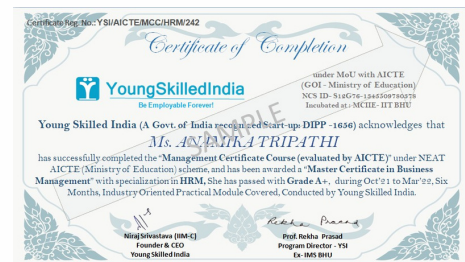 Certificate Reg. No.: YSI/AICTE/MCC/HRM/242
Certificate of Completion
YoungSkilledIndia
Be Employable Forever!
under MoU with AICTE
(GOI - Ministry of Education)
NCS ID- S12G76-1545509790378
Incubated at : MCIIE- IIT BHU
Young Skilled India (A Govt. of India recognized Start-up: DIPP -1656) acknowledges that
SAMPLE
Ms. ANAMIKA TRIPATHI
has successfully completed the "Management Certificate Course (evaluated by AICTE)" under NEAT
AICTE (Ministry of Education) scheme, and has been awarded a "Master Certificate in Business
Management" with specialization in HRM, She has passed with Grade A+, during Oct'21 to Mar'22, Six
Months, Industry Oriented Practical Module Covered, Conducted by Young Skilled India.
Rekha Prasad
Niraj Srivastava (IIM-C)
Founder & CEO
Young Skilled India
Prof. Rekha Prasad
Program Director - YSI
Ex- IMS BHU